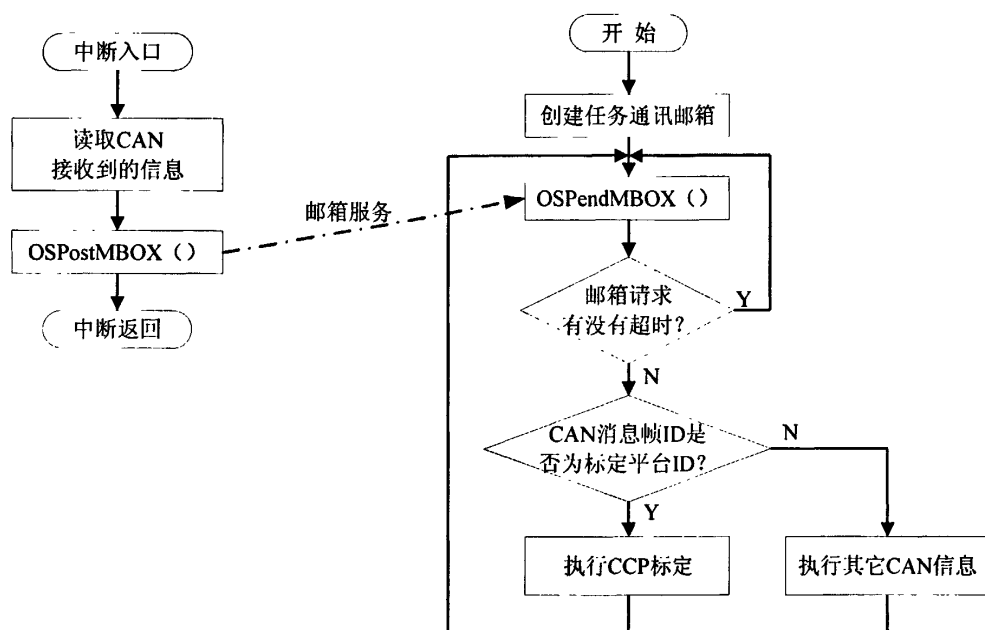 中断入口
读取CAN
接收到的信息
OSPostMBOX（）
中断返回
邮箱服务
开 始
创建任务通讯邮箱
OSPendMBOX（）
邮箱请求
有没有超时？
Y
N
CAN消息帧ID是
否为标定平台ID？
N
Y
执行CCP标定
执行其它CAN信息